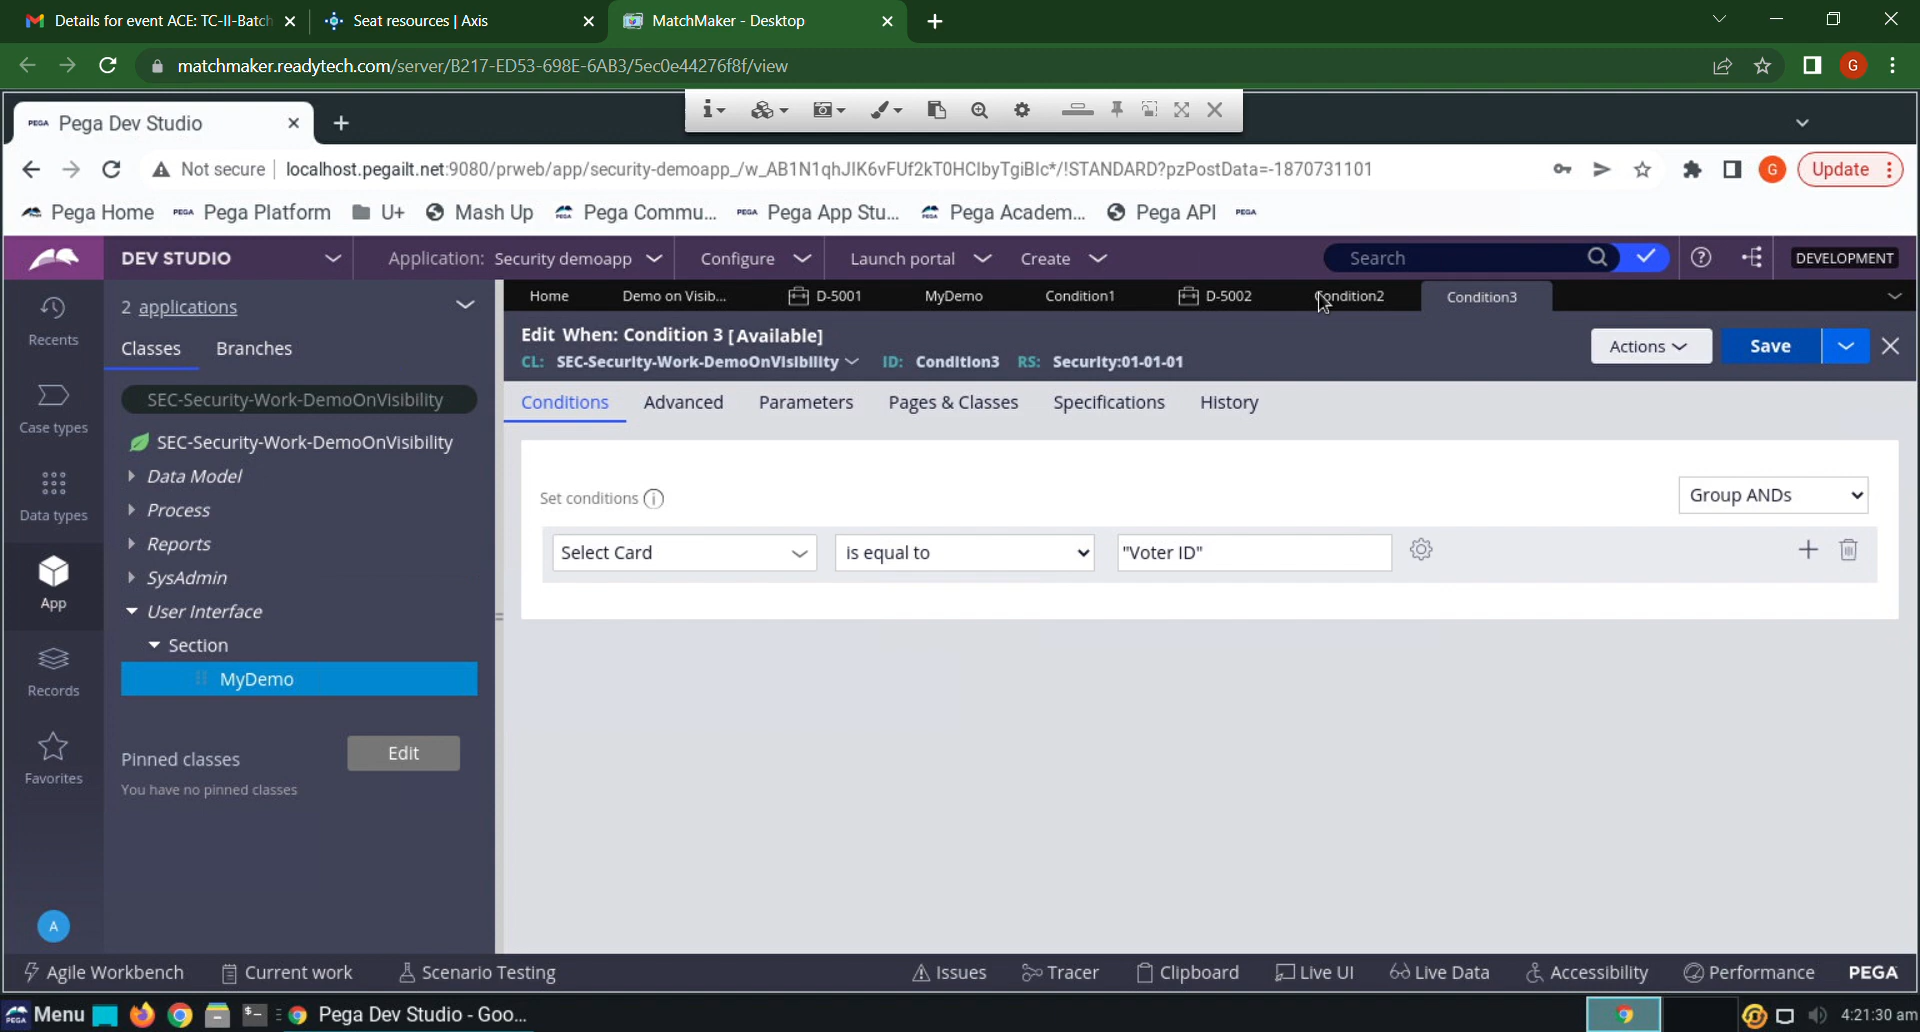 Details for event ACE: TC-II-Batch
Seat resources | Axis
MatchMaker - Desktop
matchmaker.readytech.com/server/B217-ED53-698E-6AB3/5ec0e44276f8f/view
G
PEGA Pega Dev Studio
Not secure
localhost.pegailt.net:9080/prweb/app/security-demoapp_/w_AB1N1qhJIK6vFUf2kT0HCIbyTgiBIc*/!STANDARD?pzPostData=-1870731101
G
Update
Pega Home
PEGA Pega Platform
U+
Mash Up
Pega Commu...
PEGA Pega App Stu...
Pega Academ...
Pega API
PEGA
DEV STUDIO
Application: Security demoapp
Configure
Launch portal
Create
Search
DEVELOPMENT
Home
Demo on Visib...
D-5001
MyDemo
Condition1
D-5002
Condition2
Condition3
Recents
Case types
Data types
App
Records
Favorites
A
2 applications
Classes
Branches
SEC-Security-Work-DemoOnVisibility
SEC-Security-Work-DemoOnVisibility
Data Model
Process
Reports
SysAdmin
User Interface
Section
MyDemo
Pinned classes
Edit
You have no pinned classes
Edit When: Condition 3 [Available]
CL: SEC-Security-Work-DemoOnVisibility ID: Condition3 RS: Security:01-01-01
Actions
Save
Conditions
Advanced
Parameters
Pages & Classes
Specifications
History
Set conditions
Group ANDs
Select Card
is equal to
"Voter ID"
Agile Workbench
Current work
Scenario Testing
Issues
Tracer
Clipboard
Live UI
Live Data
Accessibility
Performance
PEGA
PEGA Menu
Pega Dev Studio - Goo...
4:21:30 am